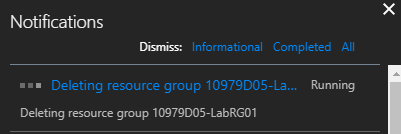 Notifications
Dismiss: Informational Completed All
Deleting resource group 10979D05-La... Running
Deleting resource group 10979D05-LabRG01